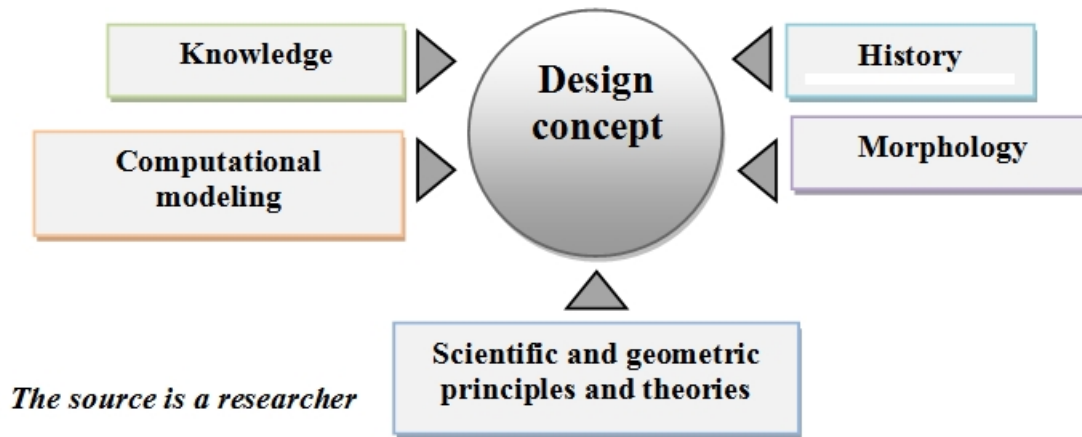 Knowledge
Computational
modeling
Design
concept
History
Morphology
Scientific and geometric
principles and theories
The source is a researcher